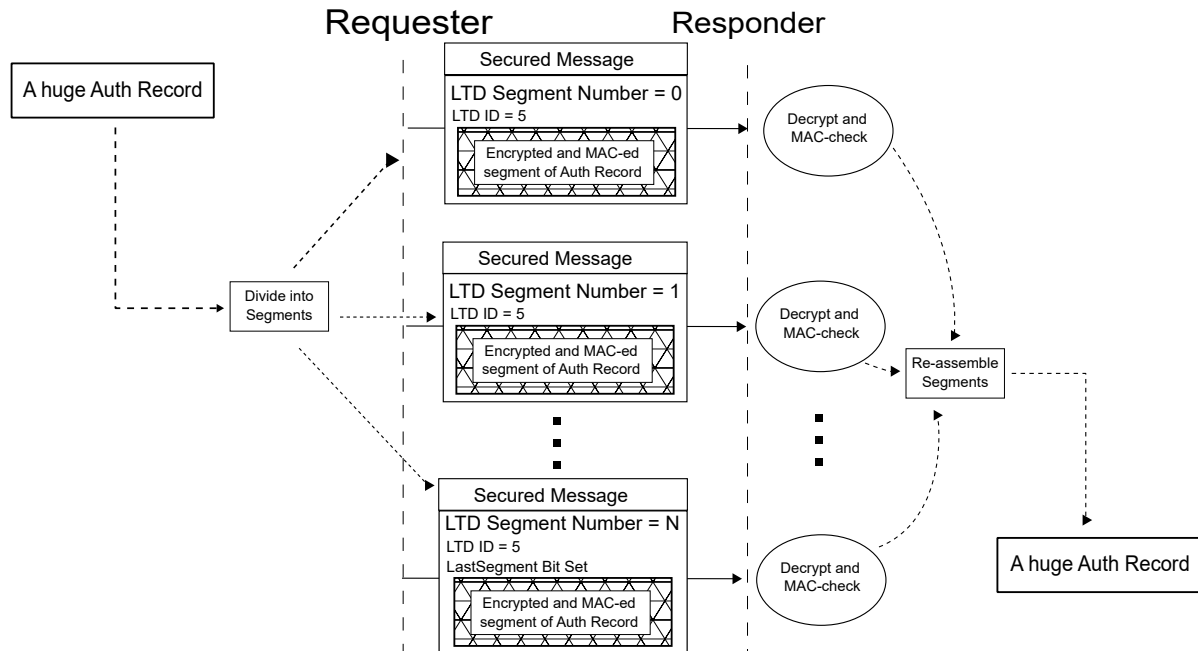 Requester
Responder
A huge Auth Record
Divide into
Segments
Secured Message
LTD Segment Number = 0
LTD ID = 5
Encrypted and MAC-ed
segment of Auth Record
Decrypt and
MAC-check
Secured Message
LTD Segment Number = 1
LTD ID = 5
Encrypted and MAC-ed
segment of Auth Record
Decrypt and
MAC-check
Secured Message
LTD Segment Number = N
LTD ID = 5
LastSegment Bit Set
Encrypted and MAC-ed
segment of Auth Record
Decrypt and
MAC-check
Re-assemble
Segments
A huge Auth Record